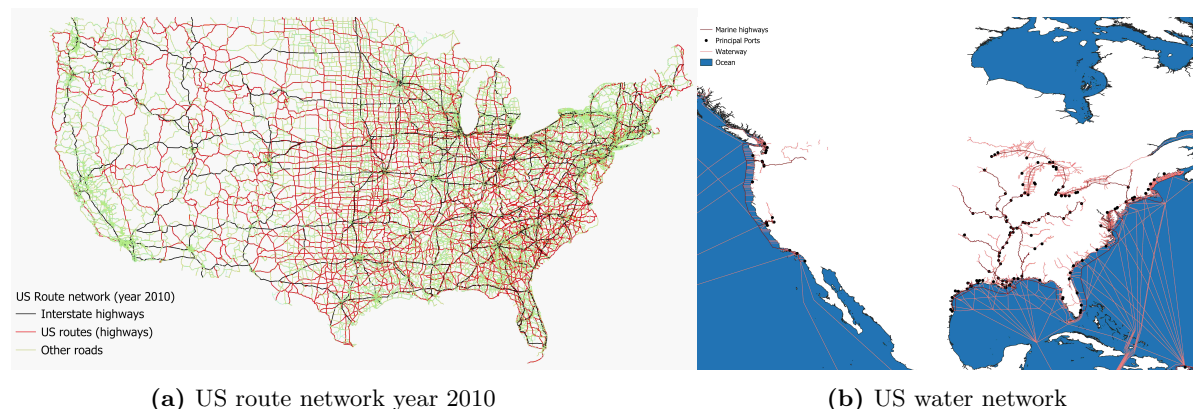 US Route network (year 2010)
Interstate highways
US routes (highways)
Other roads
Marine highways
Principal Ports
Waterway
Ocean
(a) US route network year 2010
(b) US water network